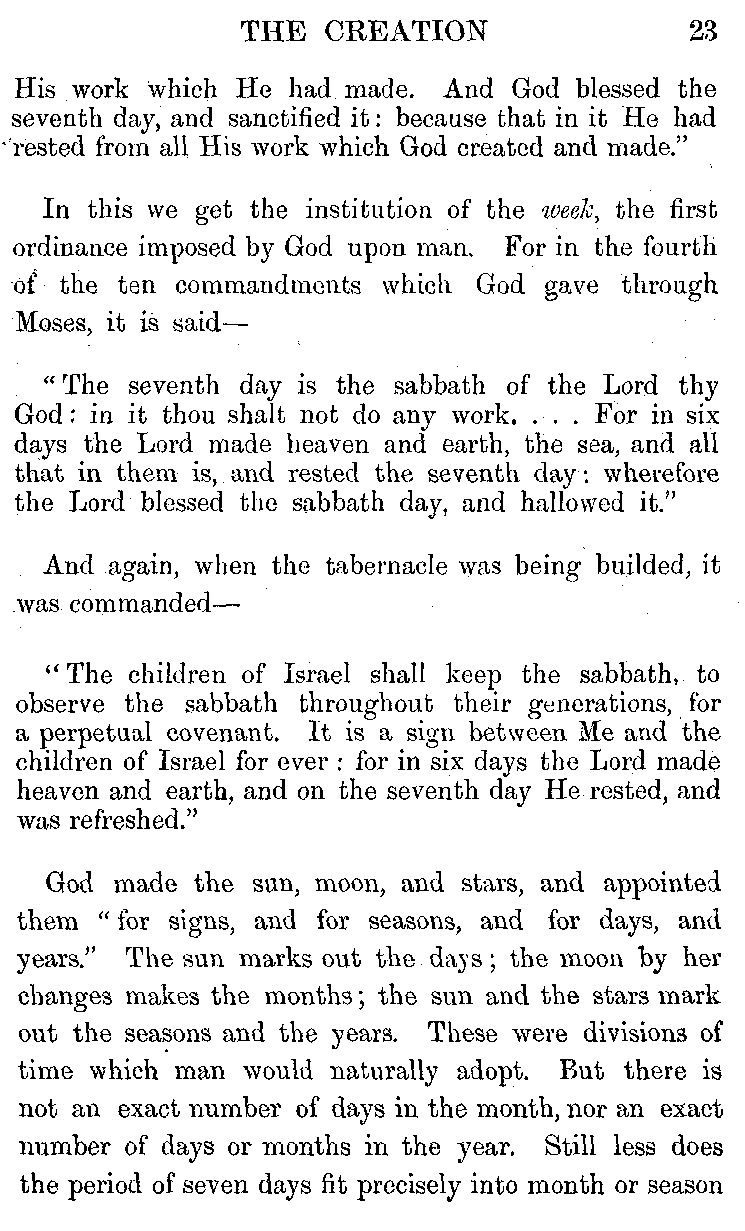 THE CREATION 23
His work which He had made. And God blessed the
seventh day, and sanctified it: because that in it He had
rested from all His work which God created and made."
In this we get the institution of the week, the first
ordinance imposed by God upon man. For in the fourth
of the ten commandments which God gave through
Moses, it is said—
"The seventh day is the sabbath of the Lord thy
God: in it thou shalt not do any work. . . . For in six
days the Lord made heaven and earth, the sea, and all
that in them is, and rested the seventh day: wherefore
the Lord blessed the sabbath day, and hallowed it."
And again, when the tabernacle was being builded, it
was commanded—
"The children of Israel shall keep the sabbath, to
observe the sabbath throughout their generations, for
a perpetual covenant. It is a sign between Me and the
children of Israel for ever: for in six days the Lord made
heaven and earth, and on the seventh day He rested, and
was refreshed."
God made the sun, moon, and stars, and appointed
them "for signs, and for seasons, and for days, and
years." The sun marks out the days; the moon by her
changes makes the months; the sun and the stars mark
out the seasons and the years. These were divisions of
time which man would naturally adopt. But there is
not an exact number of days in the month, nor an exact
number of days or months in the year. Still less does
the period of seven days fit precisely into month or season